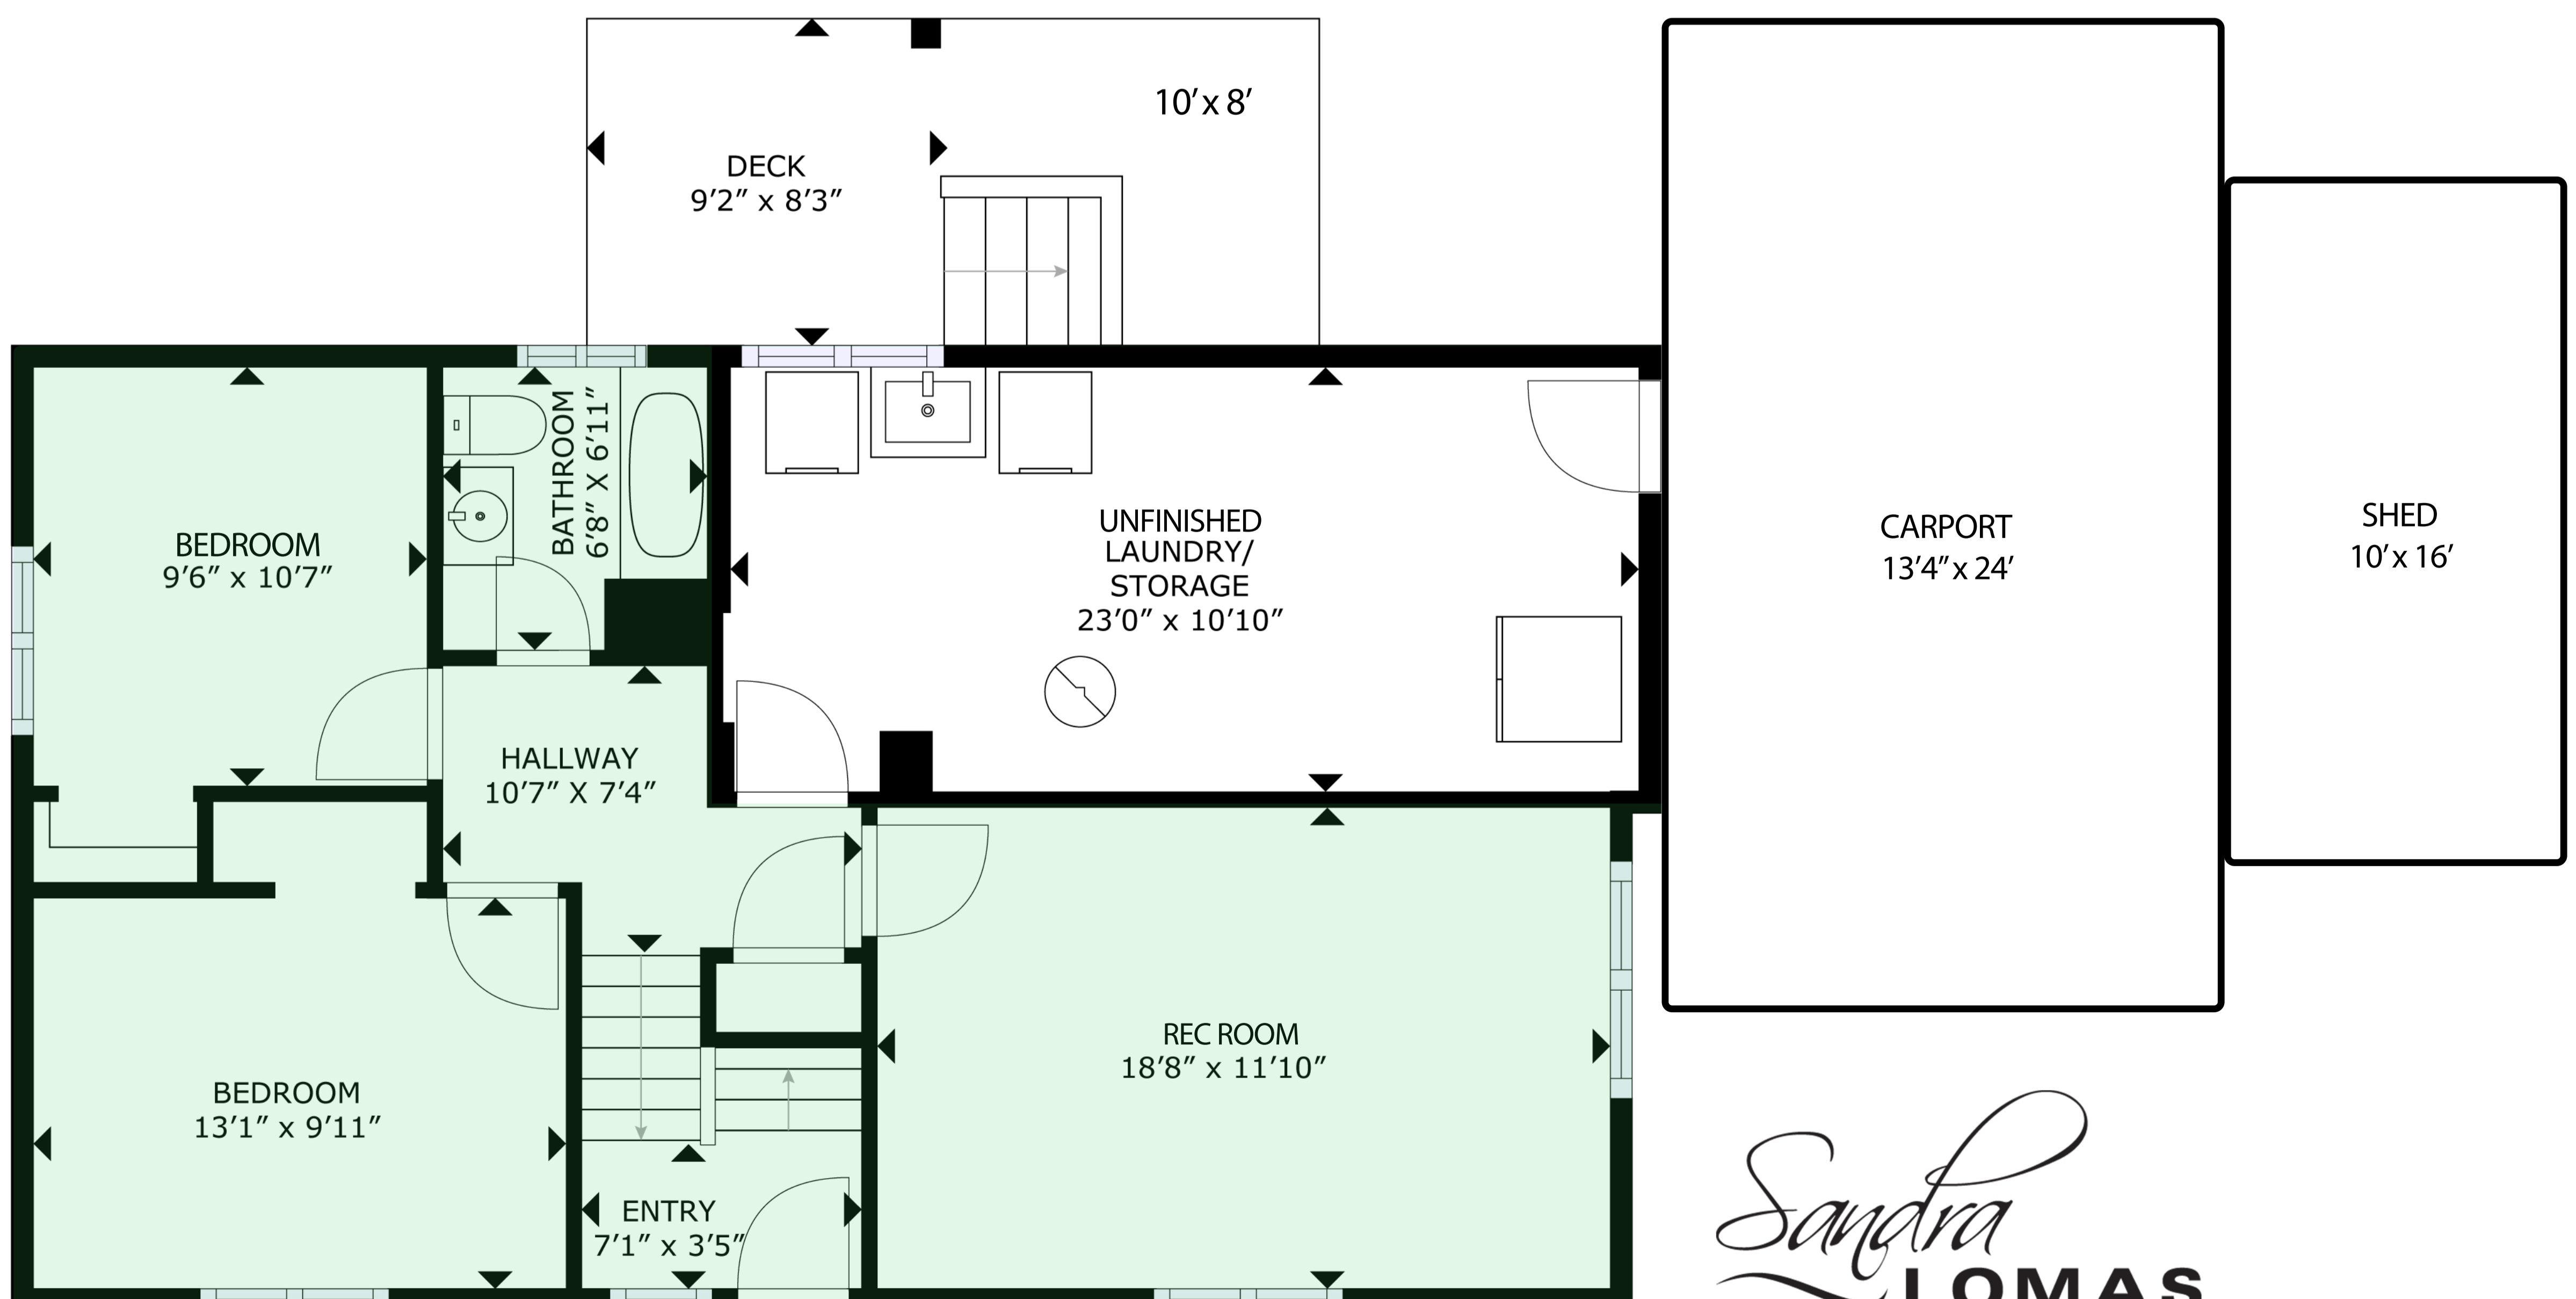 10’ x 8’
DECK
9’2” x 8’3”
BEDROOM
9’6” x 10’7”
BATHROOM
6’8” X 6’11”
UNFINISHED
LAUNDRY/
STORAGE
23’0” x 10’10”
CARPORT
13’4” x 24’
SHED
10’ x 16’
HALLWAY
10’7” X 7’4”
BEDROOM
13’1” x 9’11”
ENTRY
7’1” x 3’5”
REC ROOM
18’8” x 11’10”
Sandra
LOMAS